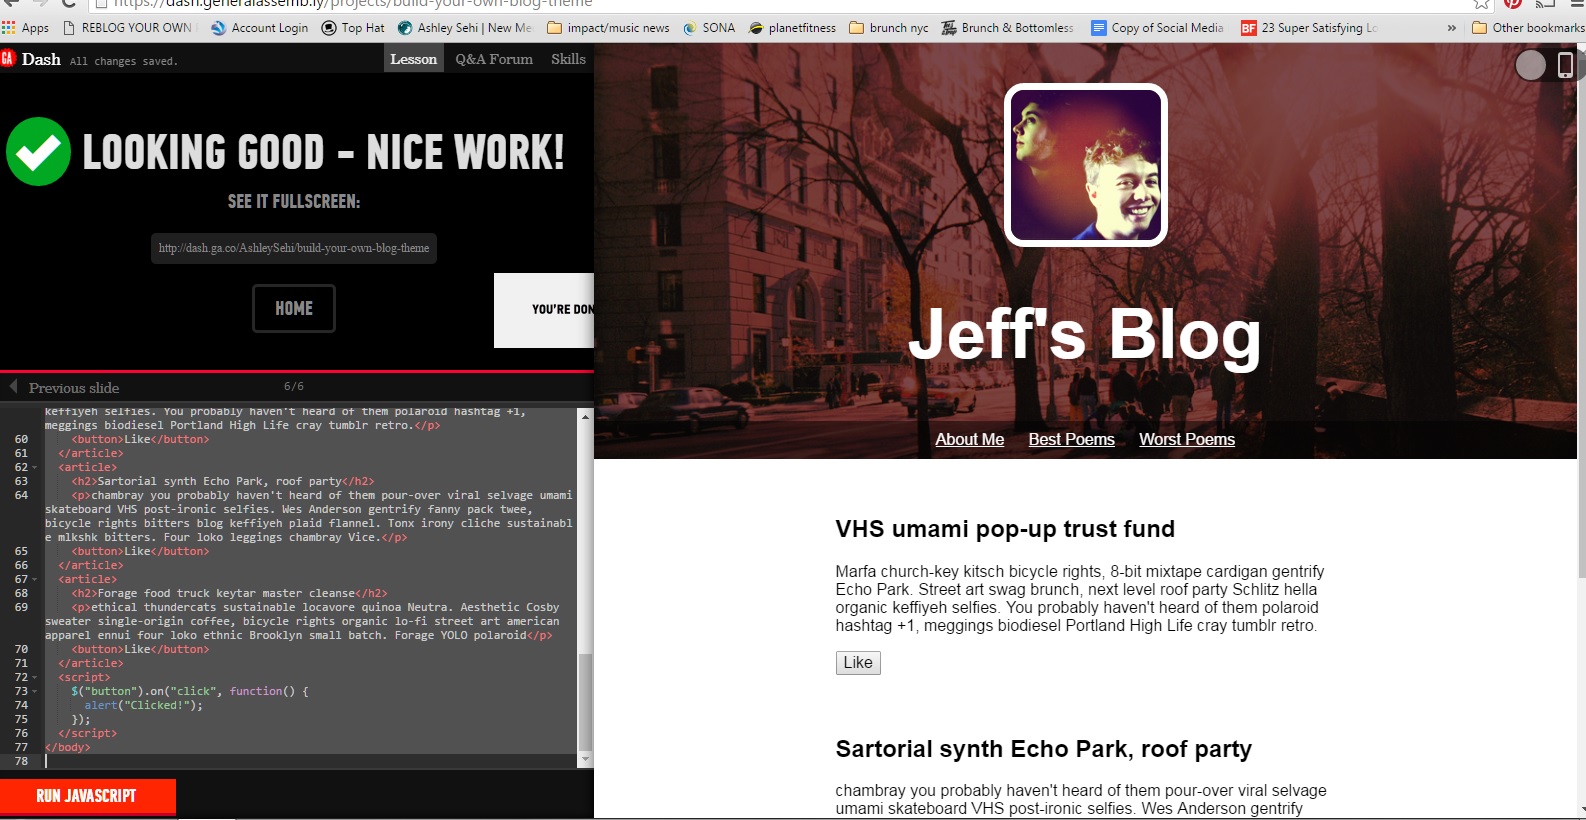 https://dash.generalassemb.ly/projects/build-your-own-blog-theme
Apps REBLOG YOUR OWN Account Login Top Hat Ashley Sehi | New Me impact/music news SONA planetfitness brunch nyc Brunch & Bottomless Copy of Social Media BF 23 Super Satisfying Lo » Other bookmarks
GA Dash All changes saved. Lesson Q&A Forum Skills
LOOKING GOOD - NICE WORK!
SEE IT FULLSCREEN:
http://dash.ga.co/AshleySehi/build-your-own-blog-theme
HOME
YOU'RE DON
Previous slide 6/6
keffiyeh selfies. You probably haven't heard of them polaroid hashtag +1,
meggings biodiesel Portland High Life cray tumblr retro.</p>
60 <button>Like</button>
61 </article>
62 <article>
63 <h2>Sartorial synth Echo Park, roof party</h2>
64 <p>chambray you probably haven't heard of them pour-over viral selvage umami
skateboard VHS post-ironic selfies. Wes Anderson gentrify fanny pack twee,
bicycle rights bitters blog keffiyeh plaid flannel. Tonx irony cliche sustainabl
e mlkshk bitters. Four loko leggings chambray Vice.</p>
65 <button>Like</button>
66 </article>
67 <article>
68 <h2>Forage food truck keytar master cleanse</h2>
69 <p>ethical thundercats sustainable locavore quinoa Neutra. Aesthetic Cosby
sweater single-origin coffee, bicycle rights organic lo-fi street art american
apparel ennui four loko ethnic Brooklyn small batch. Forage YOLO polaroid</p>
70 <button>Like</button>
71 </article>
72 <script>
73 $("button").on("click", function() {
74 alert("Clicked!");
75 });
76 </script>
77 </body>
78
RUN JAVASCRIPT
Jeff's Blog
About Me Best Poems Worst Poems
VHS umami pop-up trust fund
Marfa church-key kitsch bicycle rights, 8-bit mixtape cardigan gentrify
Echo Park. Street art swag brunch, next level roof party Schlitz hella
organic keffiyeh selfies. You probably haven't heard of them polaroid
hashtag +1, meggings biodiesel Portland High Life cray tumblr retro.
Like
Sartorial synth Echo Park, roof party
chambray you probably haven't heard of them pour-over viral selvage
umami skateboard VHS post-ironic selfies. Wes Anderson gentrify